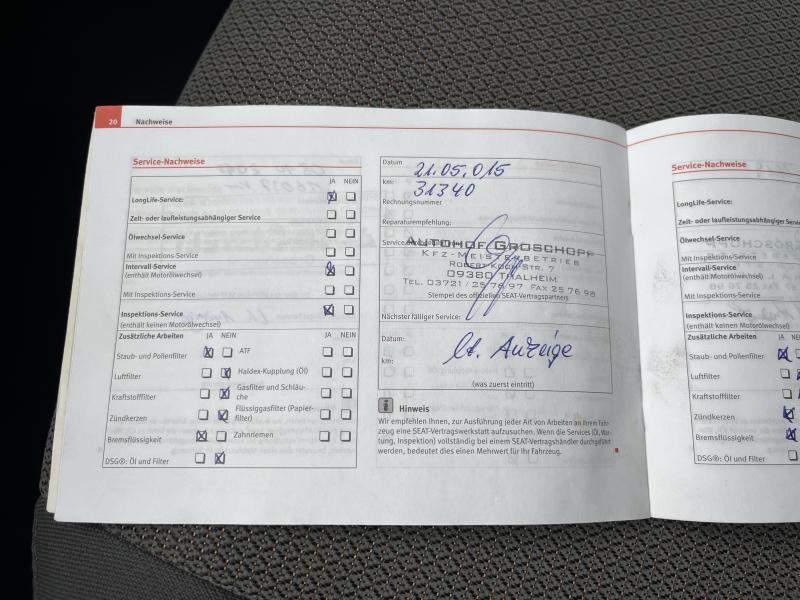 20 Nachweise
Service-Nachweise
JA NEIN
LongLife-Service:
Zeit- oder laufleistungsabhängiger Service
Ölwechsel-Service
Mit Inspektions-Service
Intervall-Service
(enthält Motorölwechsel)
Mit Inspektions-Service
Inspektions-Service
(enthält keinen Motorölwechsel)
Zusätzliche Arbeiten JA NEIN JA NEIN
Staub- und Pollenfilter ATF
Luftfilter Haldex-Kupplung (Öl)
Kraftstofffilter Gasfilter und Schläu-
che
Zündkerzen Flüssiggasfilter (Papier-
filter)
Bremsflüssigkeit Zahnriemen
DSG®: Öl und Filter
Datum 21.05.015
km: 31340
Rechnungsnummer
Reparaturempfehlung:
AUTOHOF GROSCHOPP
KFZ-MEISTERBETRIEB
ROBERT-KOCH-STR. 7
09380 THALHEIM
TEL. 03721 / 25 76 97 FAX 25 76 98
Stempel des offiziellen SEAT-Vertragspartners
Nächster fälliger Service:
Datum:
lt. Anzeige
km:
(was zuerst eintritt)
i Hinweis
Wir empfehlen Ihnen, zur Ausführung jeder Art von Arbeiten an Ihrem Fahr-
zeug eine SEAT-Vertragswerkstatt aufzusuchen. Wenn die Services (Öl, War-
tung, Inspektion) vollständig bei einem SEAT-Vertragshändler durchgeführt
werden, bedeutet dies einen Mehrwert für Ihr Fahrzeug.
Service-Nachweise
LongLife-Service:
Zeit- oder laufleistungsabhängiger Service
Ölwechsel-Service
Mit Inspektions-Service
Intervall-Service
(enthält Motorölwechsel)
Mit Inspektions-Service
Inspektions-Service
(enthält keinen Motorölwechsel)
Zusätzliche Arbeiten JA
Staub- und Pollenfilter
Luftfilter
Kraftstofffilter
Zündkerzen
Bremsflüssigkeit
DSG®: Öl und Filter